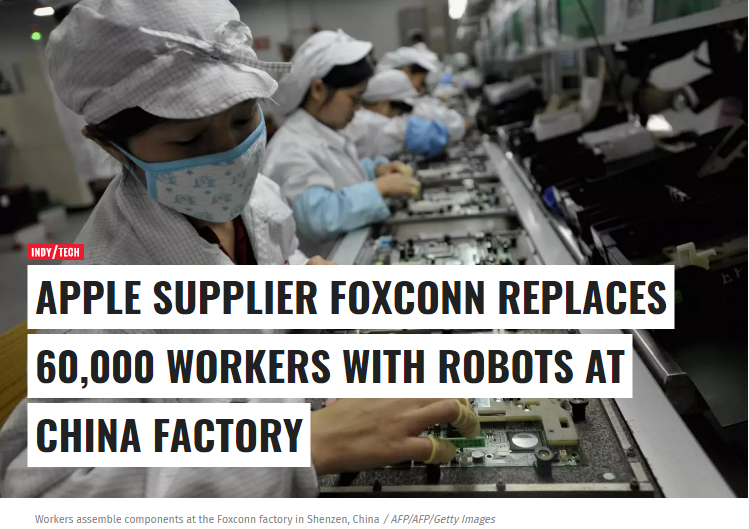 INDY/TECH
APPLE SUPPLIER FOXCONN REPLACES
60,000 WORKERS WITH ROBOTS AT
CHINA FACTORY
Workers assemble components at the Foxconn factory in Shenzen, China / AFP/AFP/Getty Images